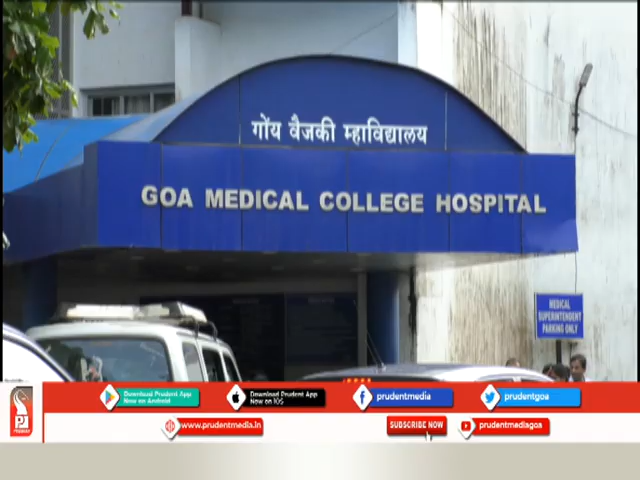 गोंय वैजकी म्हाविद्यालय
GOA MEDICAL COLLEGE HOSPITAL
MEDICAL
SUPERINTENDENT
PARKING ONLY
DOWNLOAD PRUDENT APP
NOW ON ANDROID
DOWNLOAD PRUDENT APP
NOW ON IOS
prudentmedia
prudentgoa
PRUDENT
www.prudentmedia.in
SUBSCRIBE NOW
prudentmediagoa